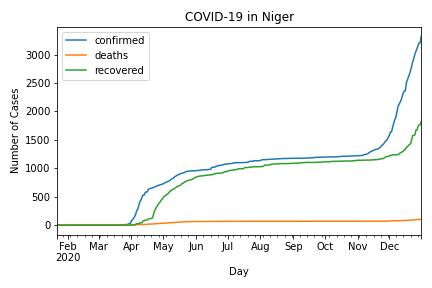 COVID-19 in Niger
confirmed
deaths
recovered
Number of Cases
3000
2500
2000
1500
1000
500
0
Feb Mar Apr May Jun Jul Aug Sep Oct Nov Dec
2020
Day